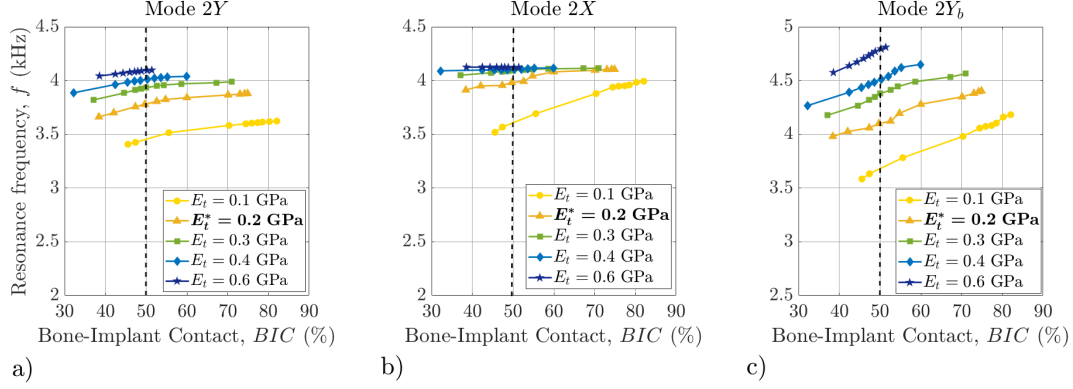 Mode 2Y
4.5
4
3.5
3
2.5
2
Resonance frequency, f (kHz)
E_t = 0.1 GPa
E_t^* = 0.2 GPa
E_t = 0.3 GPa
E_t = 0.4 GPa
E_t = 0.6 GPa
30 40 50 60 70 80 90
Bone-Implant Contact, BIC (%)
a)
Mode 2X
4.5
4
3.5
3
2.5
2
E_t = 0.1 GPa
E_t^* = 0.2 GPa
E_t = 0.3 GPa
E_t = 0.4 GPa
E_t = 0.6 GPa
30 40 50 60 70 80 90
Bone-Implant Contact, BIC (%)
b)
Mode 2Y_b
5
4.5
4
3.5
3
2.5
E_t = 0.1 GPa
E_t^* = 0.2 GPa
E_t = 0.3 GPa
E_t = 0.4 GPa
E_t = 0.6 GPa
30 40 50 60 70 80 90
Bone-Implant Contact, BIC (%)
c)